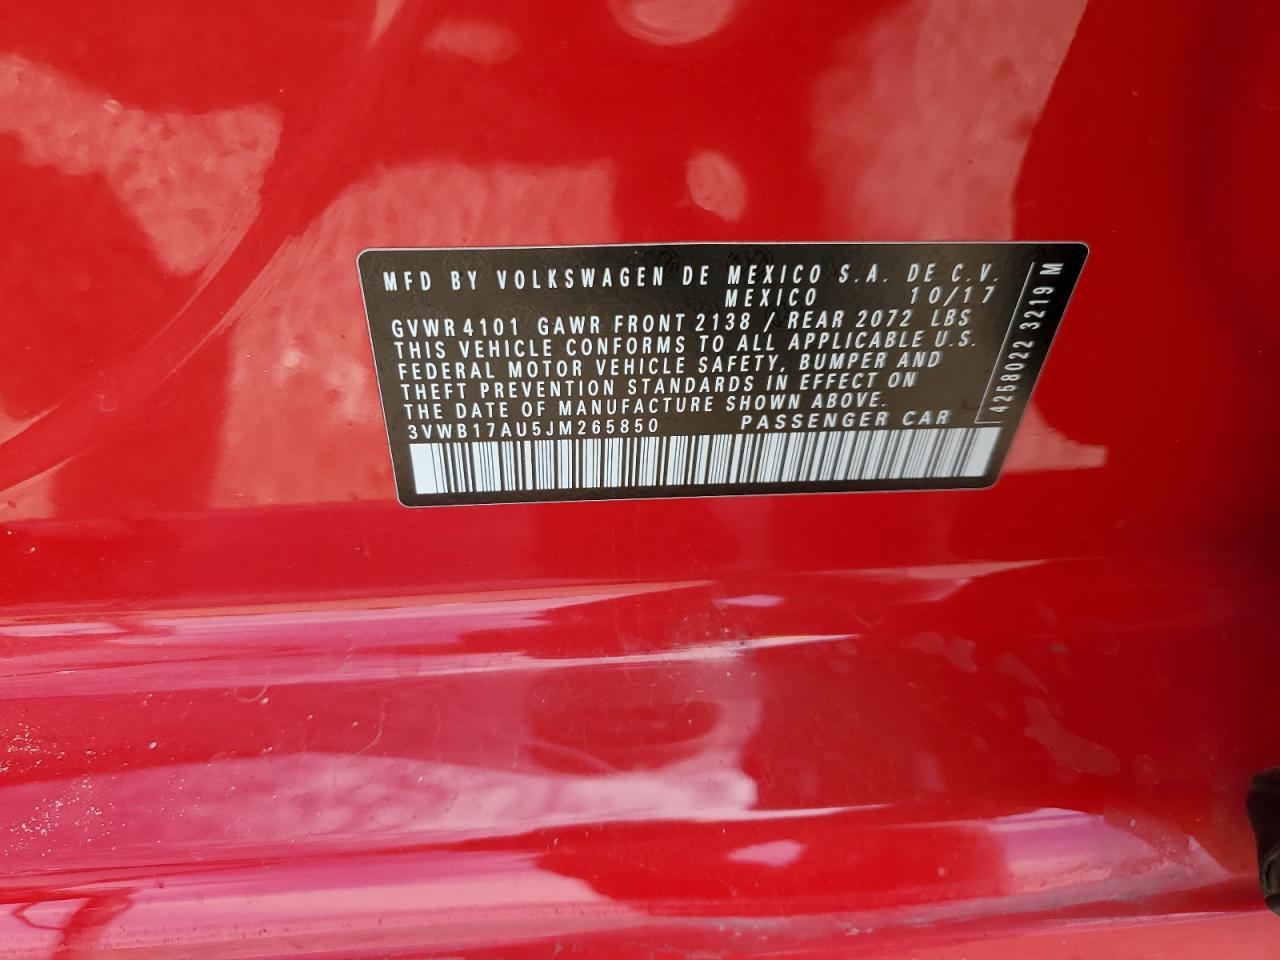 MFD BY VOLKSWAGEN DE MEXICO S.A. DE C.V.
MEXICO 10/17
GVWR 4101 GAWR FRONT 2138 / REAR 2072 LBS
THIS VEHICLE CONFORMS TO ALL APPLICABLE U.S.
FEDERAL MOTOR VEHICLE SAFETY, BUMPER AND
THEFT PREVENTION STANDARDS IN EFFECT ON
THE DATE OF MANUFACTURE SHOWN ABOVE.
3VWB17AU5JM265850 PASSENGER CAR
4258022 3219 M